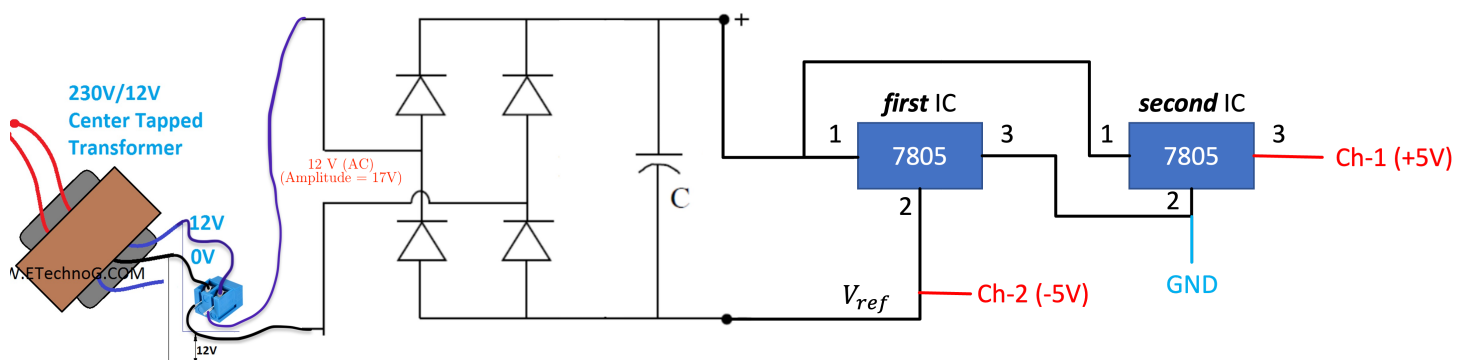 230V/12V
Center Tapped
Transformer
12V
0V
W.ETechnoG.COM
12V
12 V (AC)
(Amplitude = 17V)
C
+
first IC
1
7805
3
2
second IC
1
7805
3
2
Ch-1 (+5V)
GND
Vref
Ch-2 (-5V)